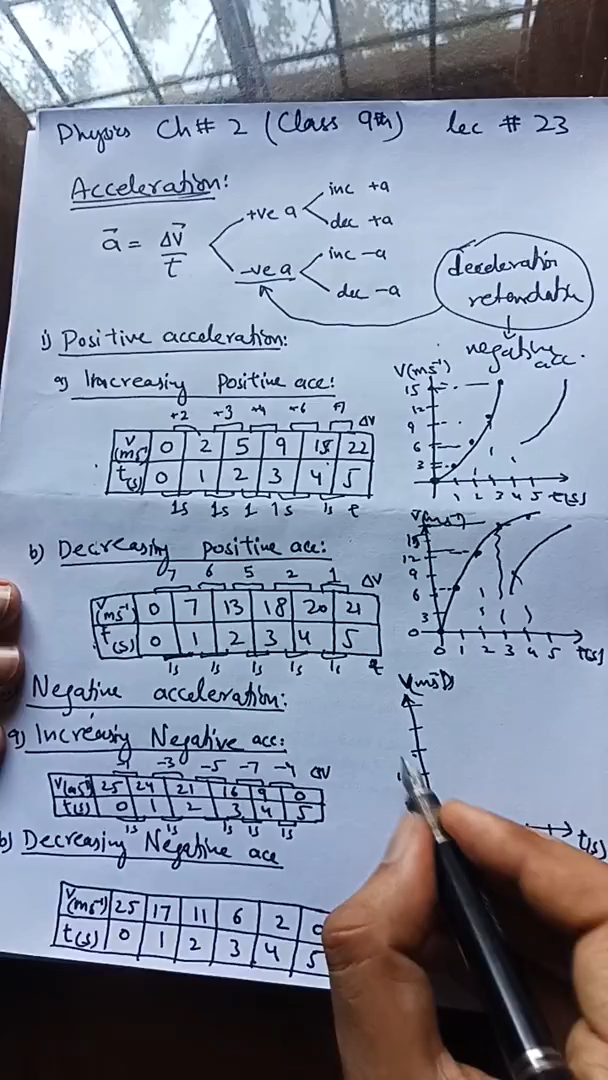 Physics Ch# 2 (Class 9th) lec # 23
Acceleration:
a = ΔV/t
+ve a
inc +a
dec +a
-ve a
inc -a
dec -a
deceleration
retardation
negative
acc.
i) Positive acceleration:
a) Increasing Positive acc:
+2 +3 +4 +6 +7 ΔV
V(ms⁻¹) 0 2 5 9 15 22
t(s) 0 1 2 3 4 5
1s 1s 1 1s 1s t
V(ms⁻¹)
15
12
9
6
3
0
1 2 3 4 5 t(s)
b) Decreasing positive acc:
7 6 5 2 1 ΔV
V(ms⁻¹) 0 7 13 18 20 21
t(s) 0 1 2 3 4 5
1s 1s 1s 1s 1s t
V(ms⁻¹)
15
12
9
6
3
0
0 1 2 3 4 5 t(s)
Negative acceleration:
a) Increasing Negative acc:
-1 -3 -5 -7 -9 ΔV
V(ms⁻¹) 25 24 21 16 9 0
t(s) 0 1 2 3 4 5
1s 1s 1s 1s 1s
V(ms⁻¹)
t(s)
b) Decreasing Negative acc
V(ms⁻¹) 25 17 11 6 2 0
t(s) 0 1 2 3 4 5